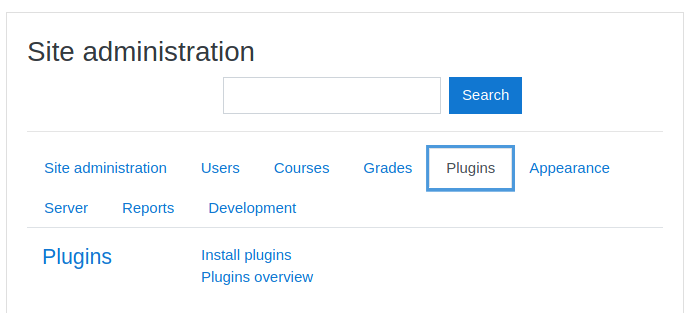 Site administration
Search
Site administration Users Courses Grades Plugins Appearance
Server Reports Development
Plugins Install plugins
Plugins overview